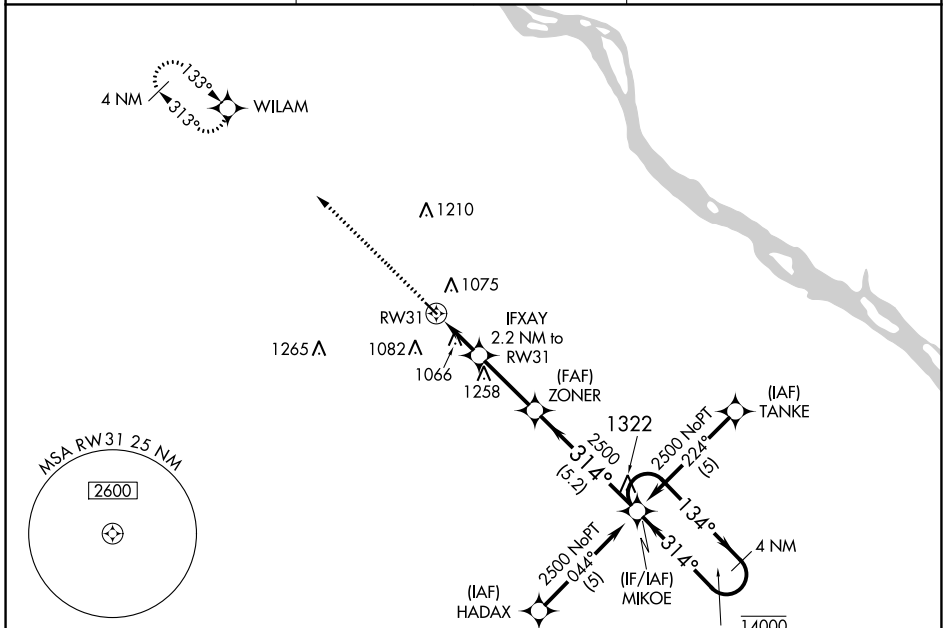 133°
4 NM
WILAM
313°
1210
1075
RW31
IFXAY
2.2 NM to
RW31
1265
1082
1066
1258
(FAF)
ZONER
(IAF)
TANKE
1322
2500 NoPT
224°
(5)
2500
314°
(5.2)
MSA RW31 25 NM
2600
134°
4 NM
314°
2500 NoPT
044°
(5)
(IF/IAF)
MIKOE
(IAF)
HADAX
14000